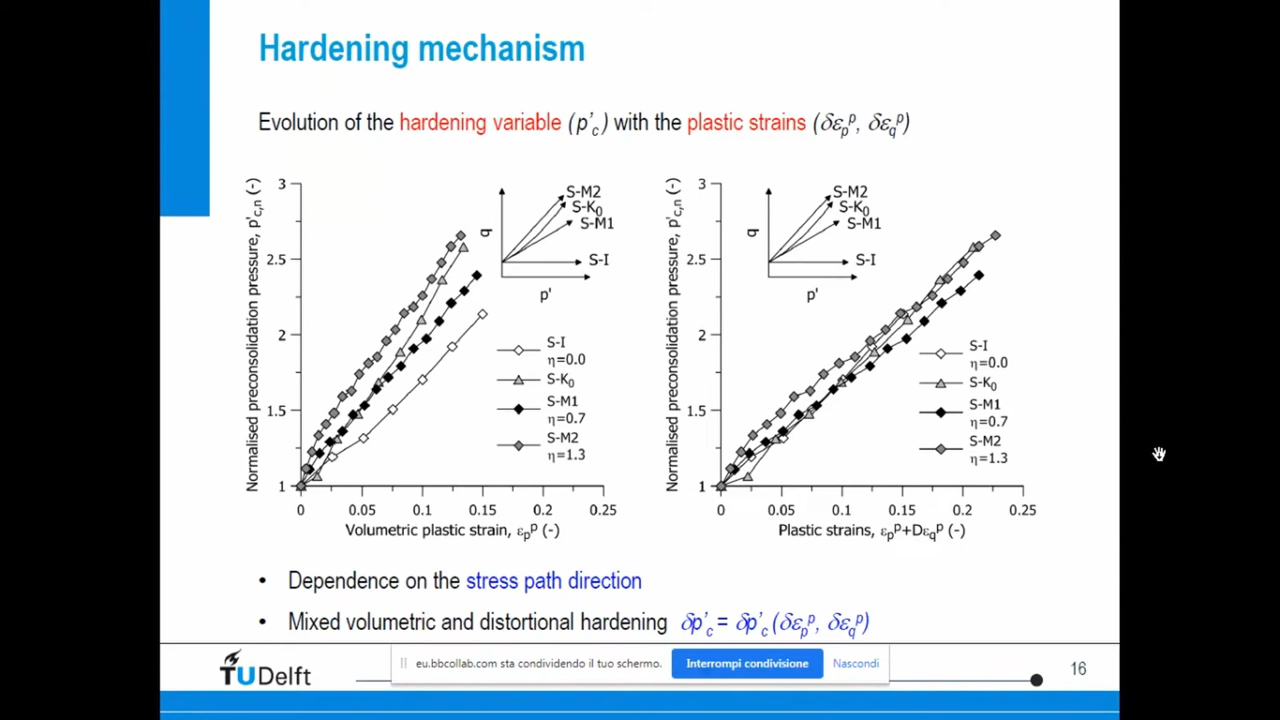 Hardening mechanism
Evolution of the hardening variable (p'c) with the plastic strains (δεpp, δεqp)
Normalised preconsolidation pressure, p'c,n (-)
3
2.5
2
1.5
1
0
0.05
0.1
0.15
0.2
0.25
Volumetric plastic strain, εpp (-)
q
p'
S-M2
S-K0
S-M1
S-I
S-I
η=0.0
S-K0
S-M1
η=0.7
S-M2
η=1.3
Normalised preconsolidation pressure, p'c,n (-)
3
2.5
2
1.5
1
0
0.05
0.1
0.15
0.2
0.25
Plastic strains, εpp+Dεqp (-)
q
p'
S-M2
S-K0
S-M1
S-I
S-I
η=0.0
S-K0
S-M1
η=0.7
S-M2
η=1.3
• Dependence on the stress path direction
• Mixed volumetric and distortional hardening δp'c = δp'c (δεpp, δεqp)
TUDelft
eu.bbcollab.com sta condividendo il tuo schermo.
Interrompi condivisione
Nascondi
16